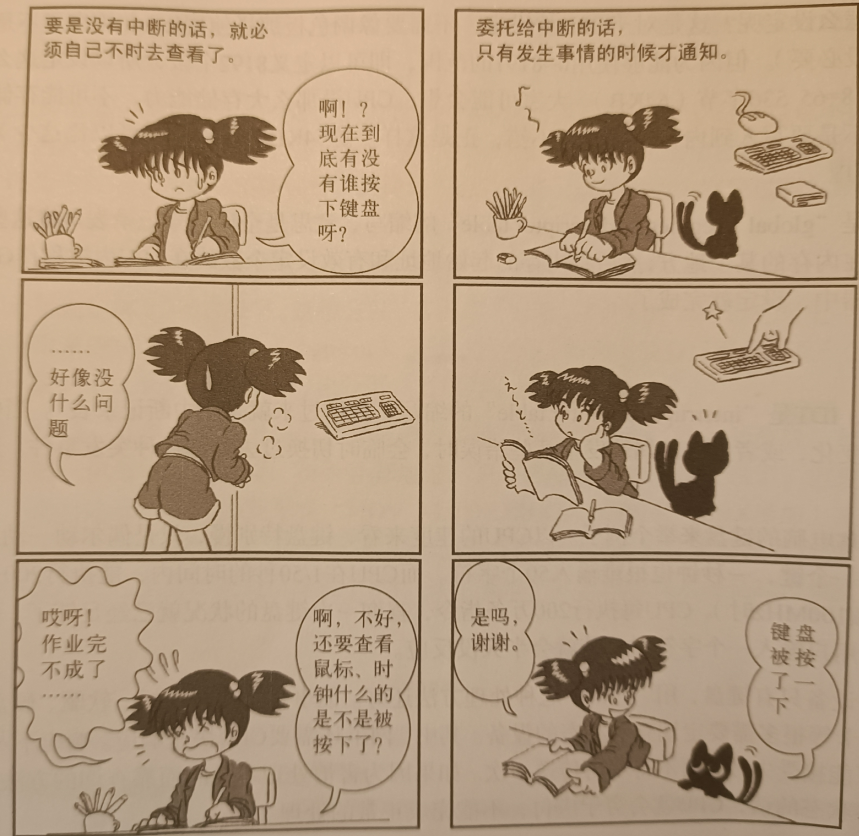 要是没有中断的话，就必
须自己不时去查看了。
啊！？
现在到
底有没
有谁按
下键盘
呀？
……
好像没
什么问
题
哎呀！
作业完
不成了
……
啊，不好，
还要查看
鼠标、时
钟什么的
是不是被
按下了？
委托给中断的话，
只有发生事情的时候才通知。
え～と…
是吗，
谢谢。
键盘
被按
了一
下